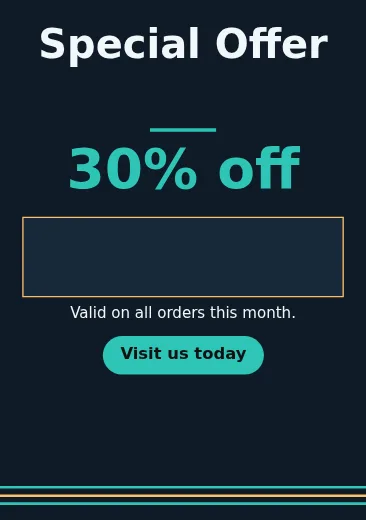 Special Offer
30% off
Valid on all orders this month.
Visit us today